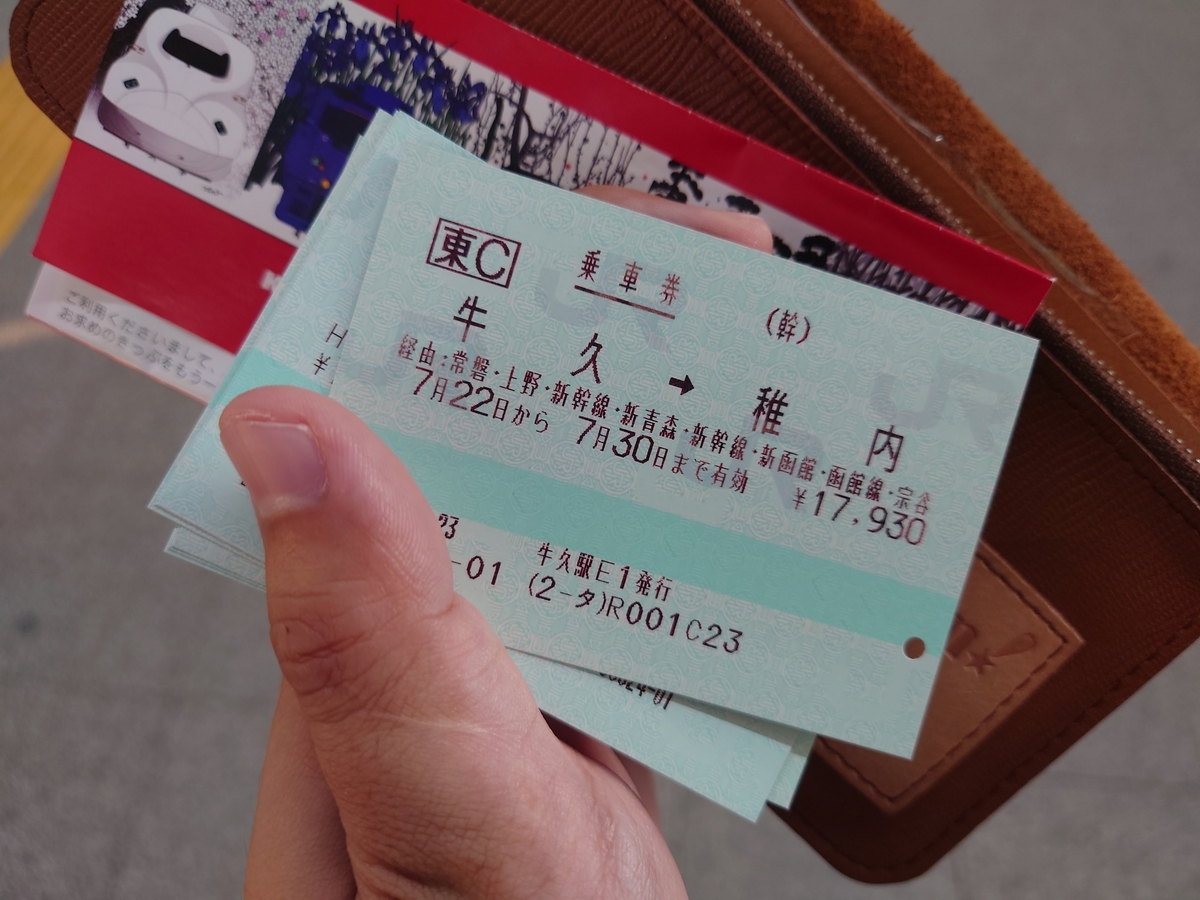 東C 乗車券 (幹)
牛久 ➡ 稚内
経由:常磐・上野・新幹線・新青森・新幹線・新函館・函館線・宗谷
7月22日から 7月30日まで有効 ¥17,930
23 牛久駅E1発行
-01 (2-タ)R001C23
H
¥
ご利用くださいまして、
お求めのきっぷをもう一